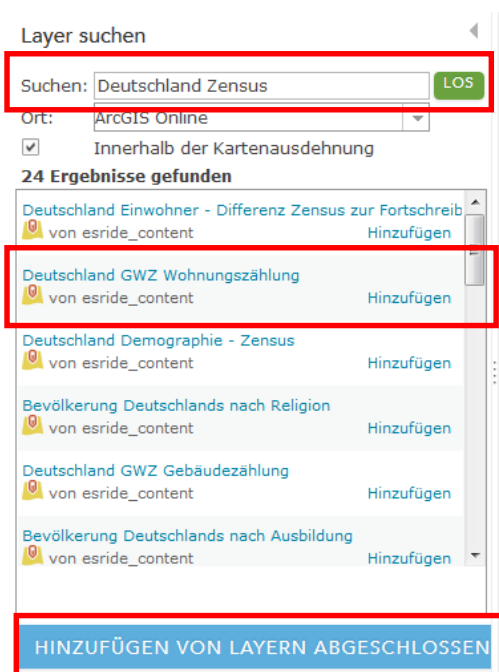 Layer suchen
Suchen: Deutschland Zensus LOS
Ort: ArcGIS Online
Innerhalb der Kartenausdehnung
24 Ergebnisse gefunden
Deutschland Einwohner - Differenz Zensus zur Fortschreib
von esride_content Hinzufügen
Deutschland GWZ Wohnungszählung
von esride_content Hinzufügen
Deutschland Demographie - Zensus
von esride_content Hinzufügen
Bevölkerung Deutschlands nach Religion
von esride_content Hinzufügen
Deutschland GWZ Gebäudezählung
von esride_content Hinzufügen
Bevölkerung Deutschlands nach Ausbildung
von esride_content Hinzufügen
HINZUFÜGEN VON LAYERN ABGESCHLOSSEN